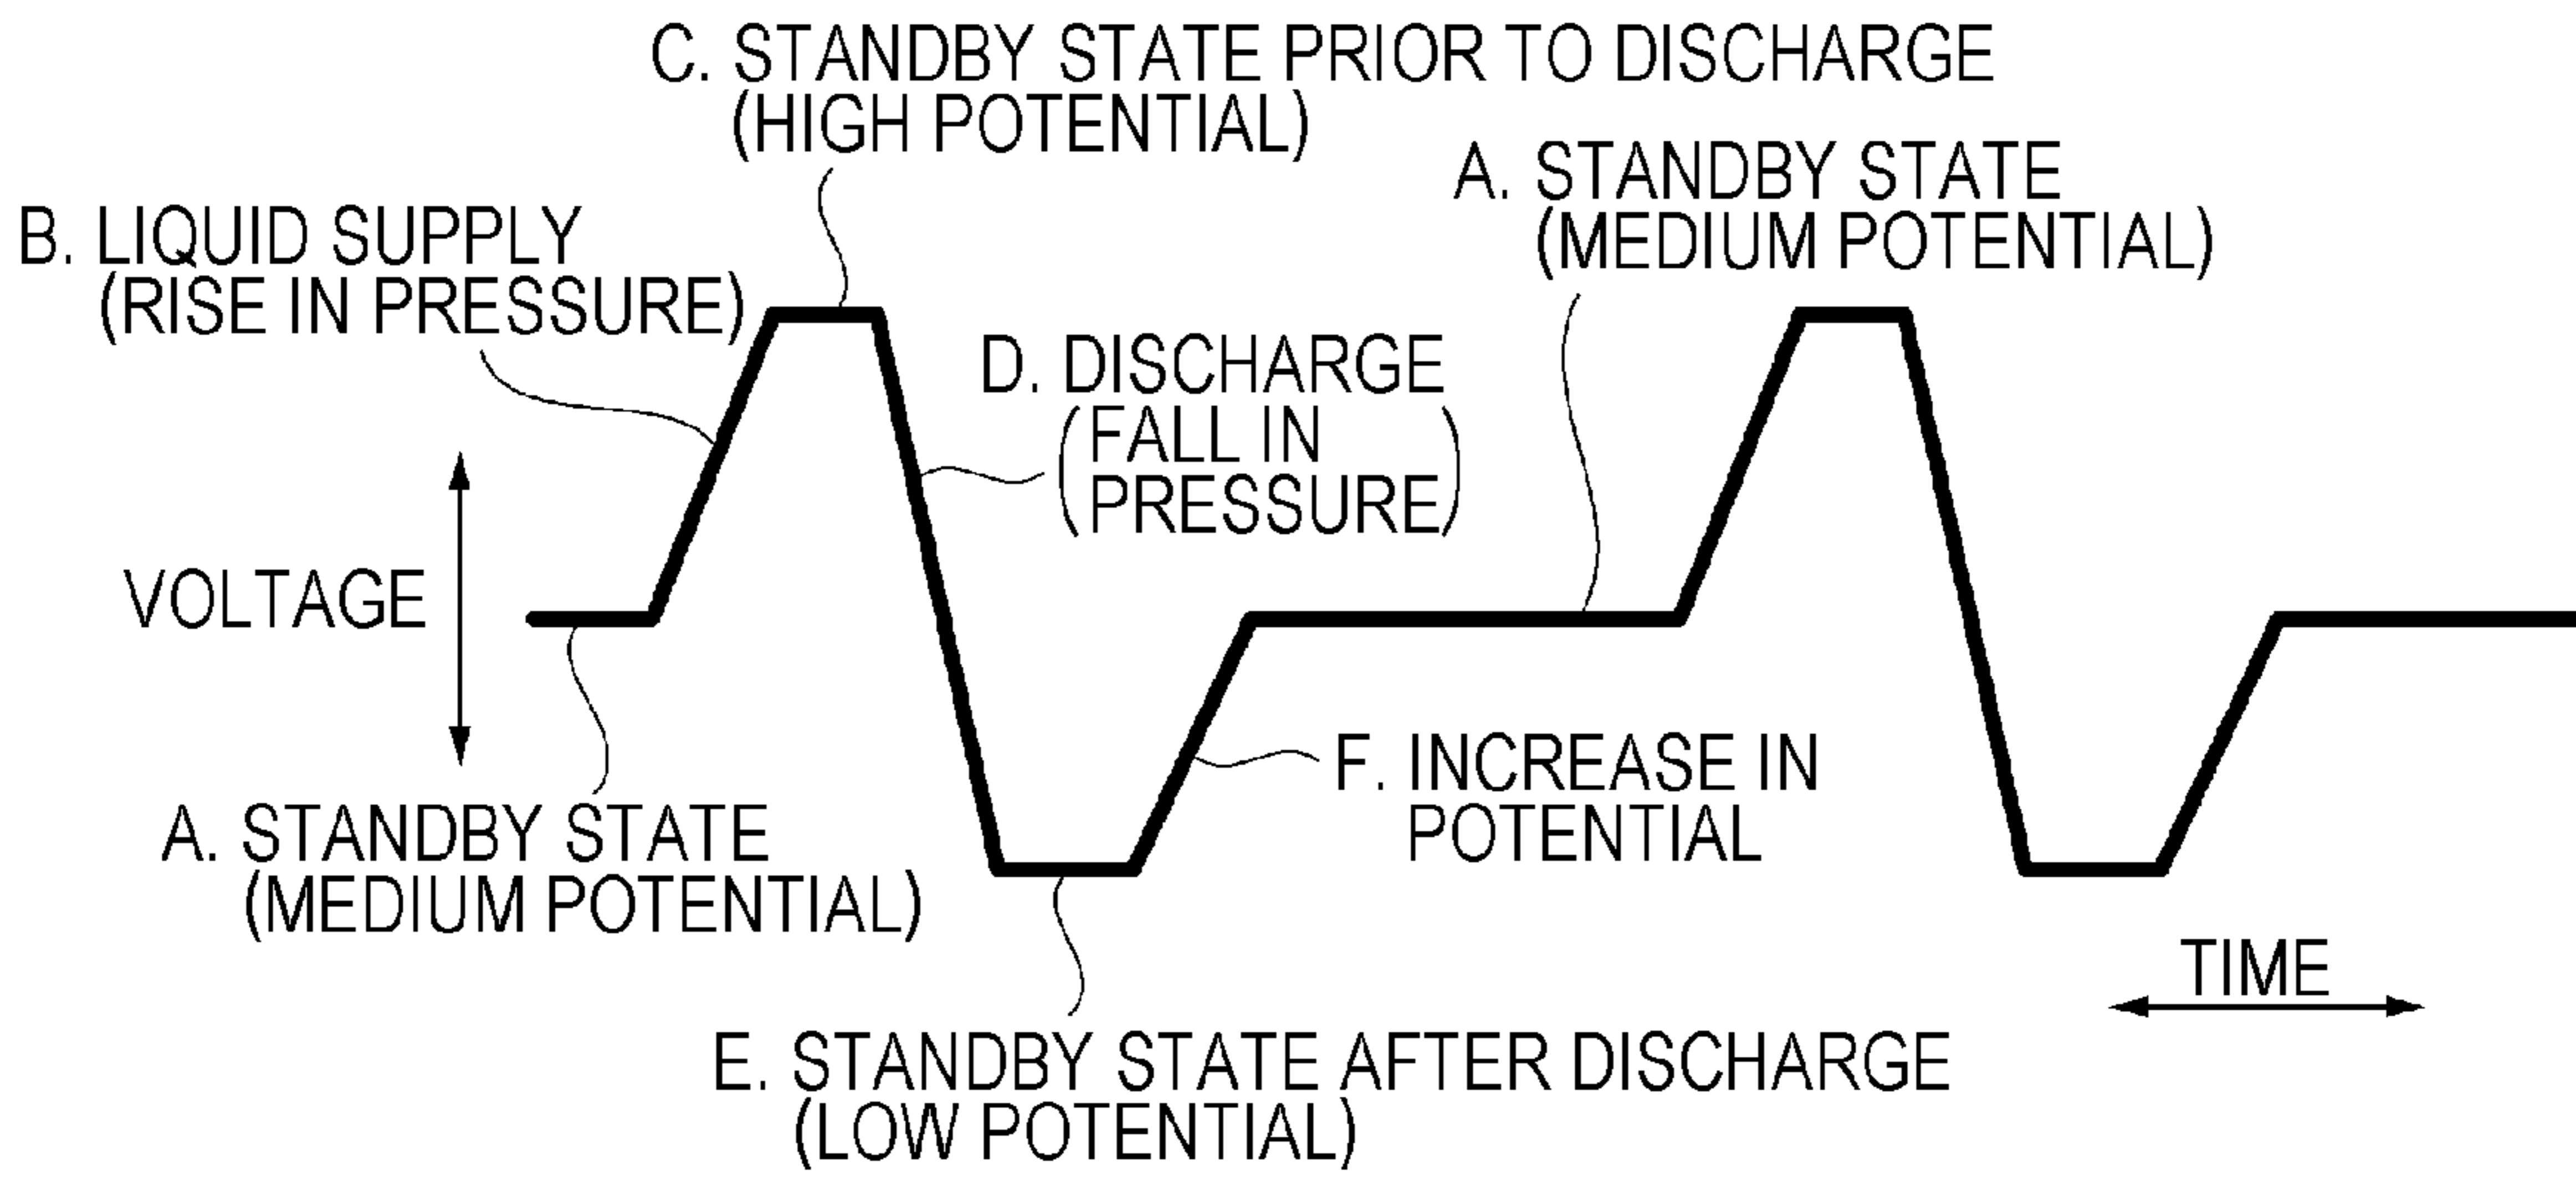 C. STANDBY STATE PRIOR TO DISCHARGE
(HIGH POTENTIAL)
A. STANDBY STATE
(MEDIUM POTENTIAL)
B. LIQUID SUPPLY
(RISE IN PRESSURE)
D. DISCHARGE
(FALL IN
PRESSURE)
VOLTAGE
F. INCREASE IN
POTENTIAL
A. STANDBY STATE
(MEDIUM POTENTIAL)
TIME
E. STANDBY STATE AFTER DISCHARGE
(LOW POTENTIAL)